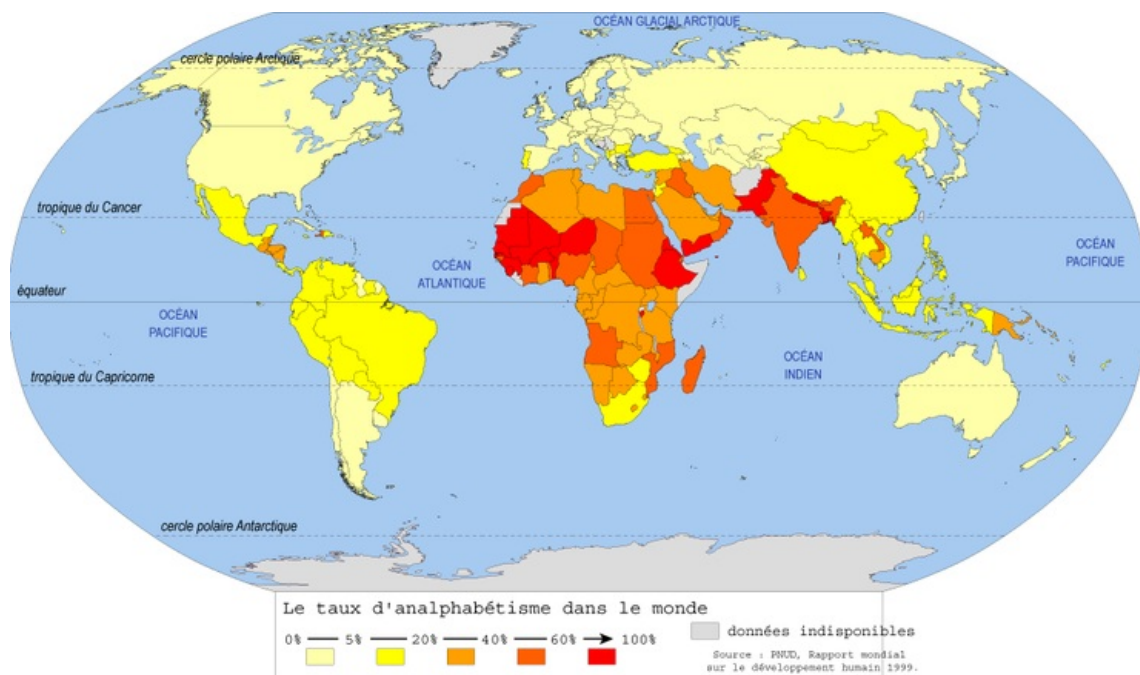 OCÉAN GLACIAL ARCTIQUE
cercle polaire Arctique
tropique du Cancer
OCÉAN
ATLANTIQUE
OCÉAN
PACIFIQUE
équateur
OCÉAN
PACIFIQUE
OCÉAN
INDIEN
tropique du Capricorne
cercle polaire Antarctique
Le taux d'analphabétisme dans le monde
0% 5% 20% 40% 60% 100%
données indisponibles
Source : PNUD, Rapport mondial
sur le développement humain 1999.